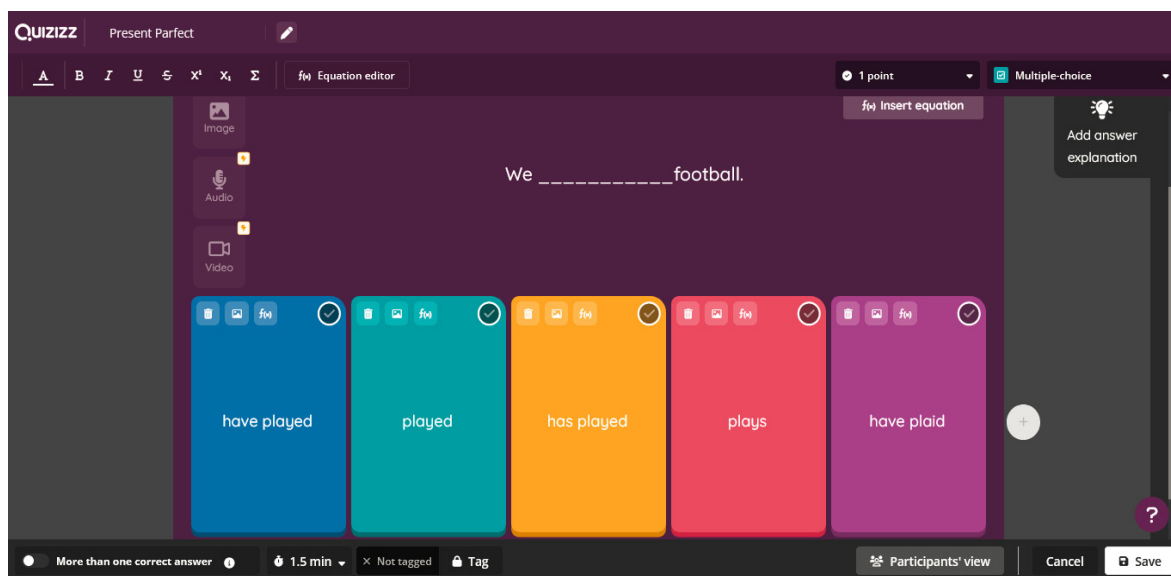 Quizizz
Present Parfect
A B I U S X² X₁ Σ f(x) Equation editor
1 point
Multiple-choice
Image
f(x) Insert equation
Add answer
explanation
We ___________football.
Audio
Video
f(x) f(x) f(x) f(x) f(x)
have played
played
has played
plays
have plaid
+
?
More than one correct answer
1.5 min
× Not tagged
Tag
Participants' view
Cancel
Save